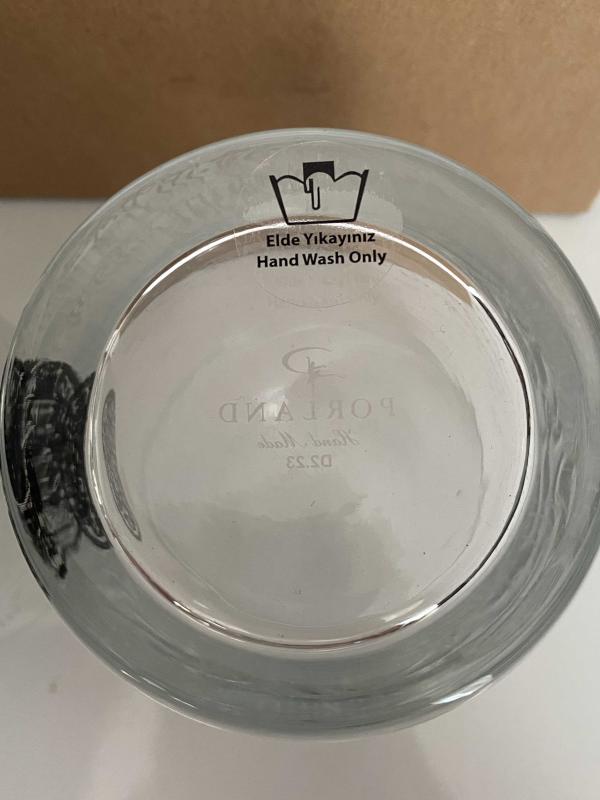 Elde Yıkayınız
Hand Wash Only
PORLAND
Hand Made
D2.23